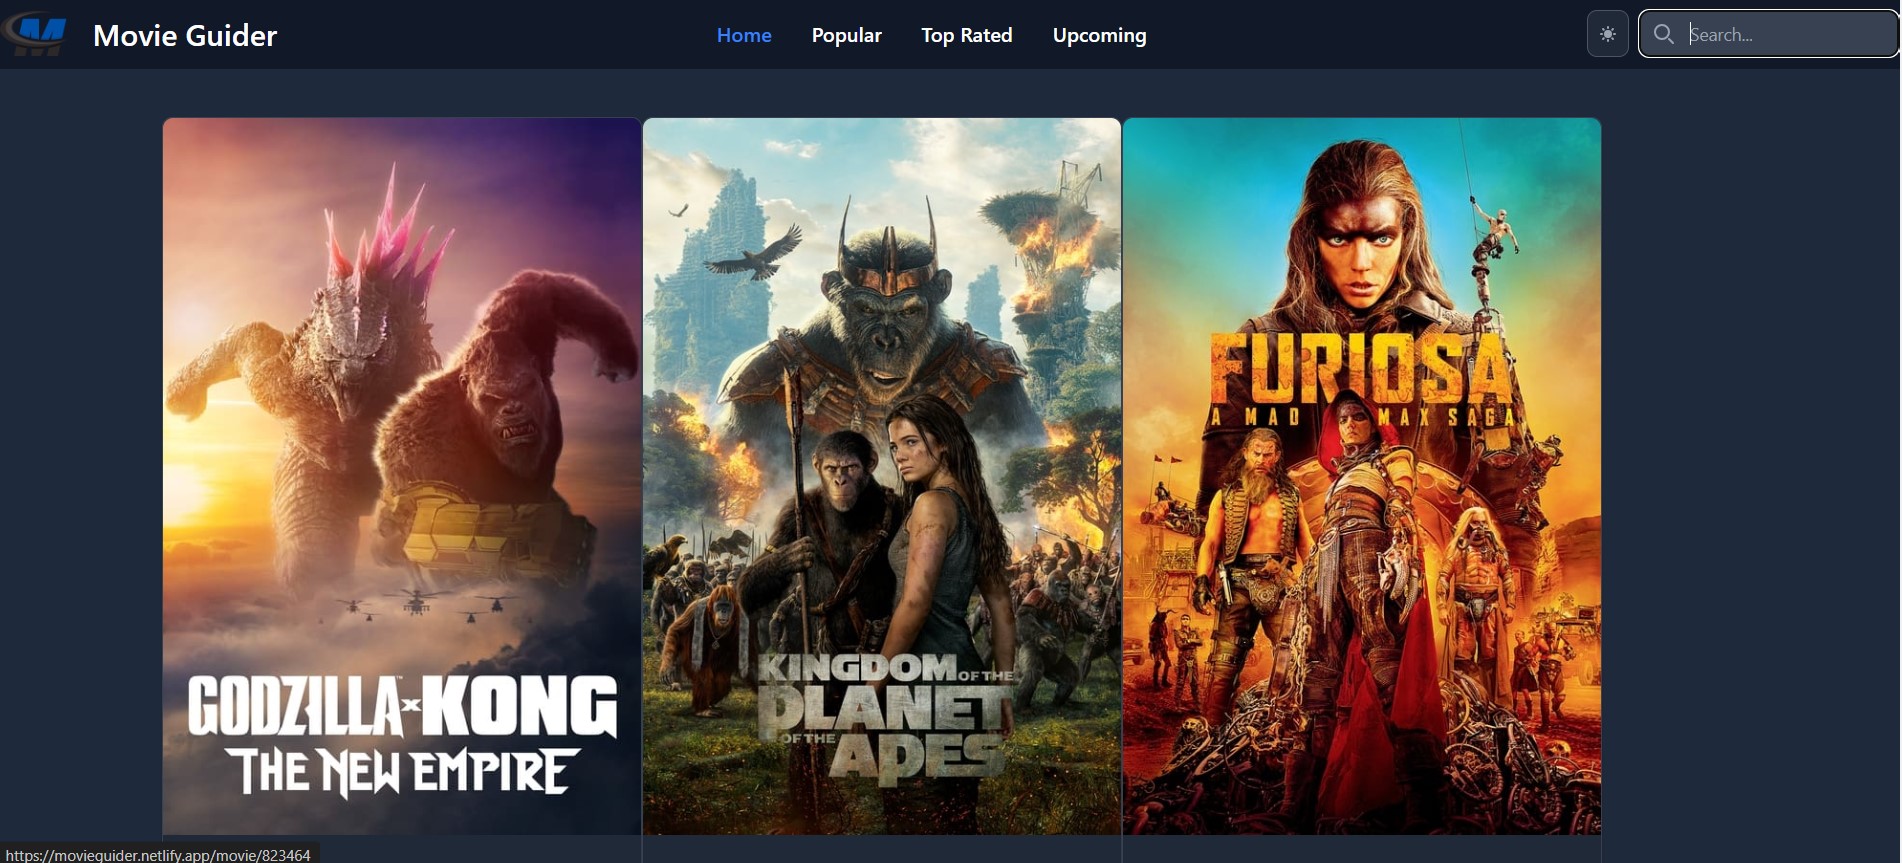 Movie Guider
Home
Popular
Top Rated
Upcoming
Search...
GODZILLA x KONG
THE NEW EMPIRE
KINGDOM OF THE
PLANET
OF THE APES
FURIOSA
A MAD MAX SAGA
https://movieguider.netlify.app/movie/823464